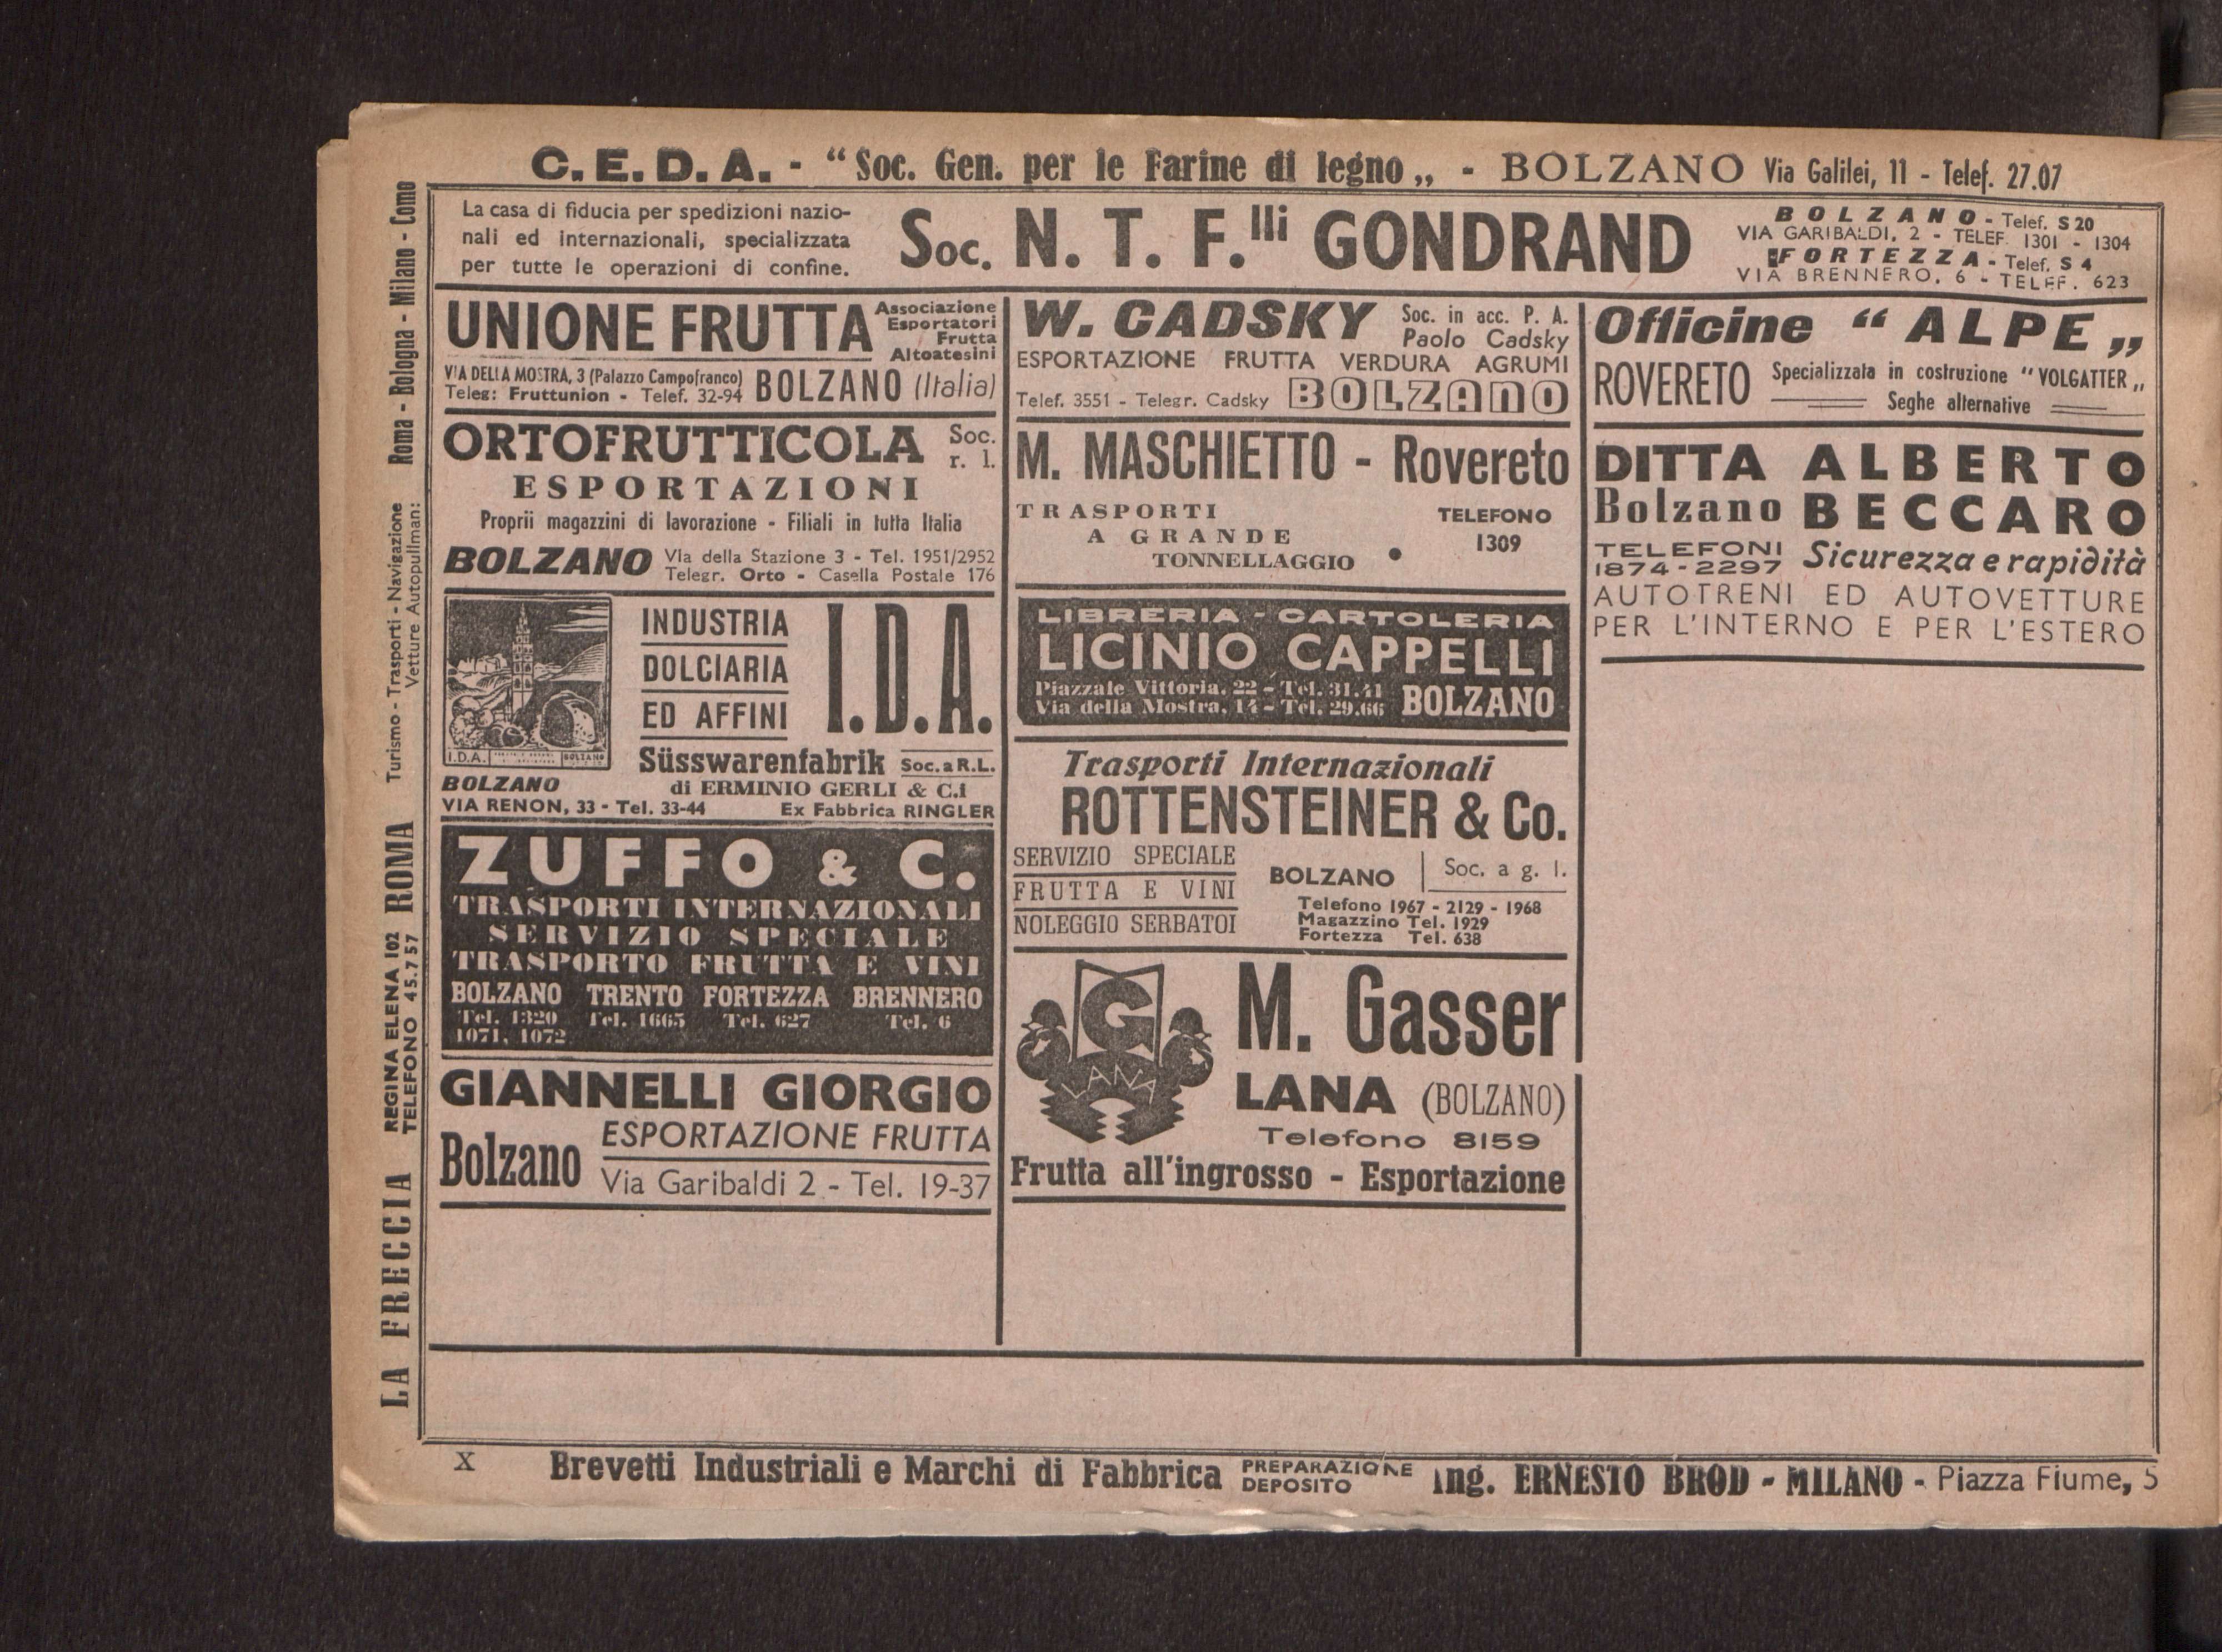 C.E.D.A. - “Soc. Gen. per le Farine di legno„ - BOLZANO Via Galilei, 11 - Telef. 27.07
La casa di fiducia per spedizioni nazio-
nali ed internazionali, specializzata
per tutte le operazioni di confine.
Soc. N. T. F.lli GONDRAND
BOLZANO - Telef. S 20
VIA GARIBALDI, 2 - TELEF. 1301 - 1304
FORTEZZA - Telef. S 4
VIA BRENNERO, 6 - TELEF. 623
UNIONE FRUTTA
Associazione
Esportatori
Frutta
Altoatesini
VIA DELLA MOSTRA, 3 (Palazzo Campofranco)
Teleg: Fruttunion - Telef. 32-94
BOLZANO (Italia)
ORTOFRUTTICOLA Soc.
r. l.
ESPORTAZIONI
Proprii magazzini di lavorazione - Filiali in tutta Italia
BOLZANO
Via della Stazione 3 - Tel. 1951/2952
Telegr. Orto - Casella Postale 176
I.D.A. BOLZANO
INDUSTRIA
DOLCIARIA
ED AFFINI
I.D.A.
Süsswarenfabrik Soc. a R.L.
BOLZANO di ERMINIO GERLI & C.i
VIA RENON, 33 - Tel. 33-44 Ex Fabbrica RINGLER
ZUFFO & C.
TRASPORTI INTERNAZIONALI
SERVIZIO SPECIALE
TRASPORTO FRUTTA E VINI
BOLZANO TRENTO FORTEZZA BRENNERO
Tel. 1320 Tel. 1665 Tel. 627 Tel. 6
1071, 1072
GIANNELLI GIORGIO
Bolzano
ESPORTAZIONE FRUTTA
Via Garibaldi 2 - Tel. 19-37
W. CADSKY
Soc. in acc. P. A.
Paolo Cadsky
ESPORTAZIONE FRUTTA VERDURA AGRUMI
Telef. 3551 - Telegr. Cadsky BOLZANO
M. MASCHIETTO - Rovereto
TRASPORTI
A GRANDE
TONNELLAGGIO
•
TELEFONO
1309
LIBRERIA - CARTOLERIA
LICINIO CAPPELLI
Piazzale Vittoria, 22 - Tel. 31.41
Via della Mostra, 14 - Tel. 29.66
BOLZANO
Trasporti Internazionali
ROTTENSTEINER & Co.
SERVIZIO SPECIALE
FRUTTA E VINI
NOLEGGIO SERBATOI
BOLZANO Soc. a g. l.
Telefono 1967 - 2129 - 1968
Magazzino Tel. 1929
Fortezza Tel. 638
G
LANA
M. Gasser
LANA (BOLZANO)
Telefono 8159
Frutta all'ingrosso - Esportazione
Officine “ALPE„
ROVERETO
Specializzata in costruzione “VOLGATTER„
Seghe alternative
DITTA ALBERTO
Bolzano BECCARO
TELEFONI
1874-2297
Sicurezza e rapidità
AUTOTRENI ED AUTOVETTURE
PER L'INTERNO E PER L'ESTERO
LA FRECCIA REGINA ELENA 102
TELEFONO 45.757 ROMA Turismo - Trasporti - Navigazione
Vetture Autopullman: Roma - Bologna - Milano - Como
X Brevetti Industriali e Marchi di Fabbrica PREPARAZIONE
DEPOSITO Ing. ERNESTO BROD - MILANO - Piazza Fiume, 5